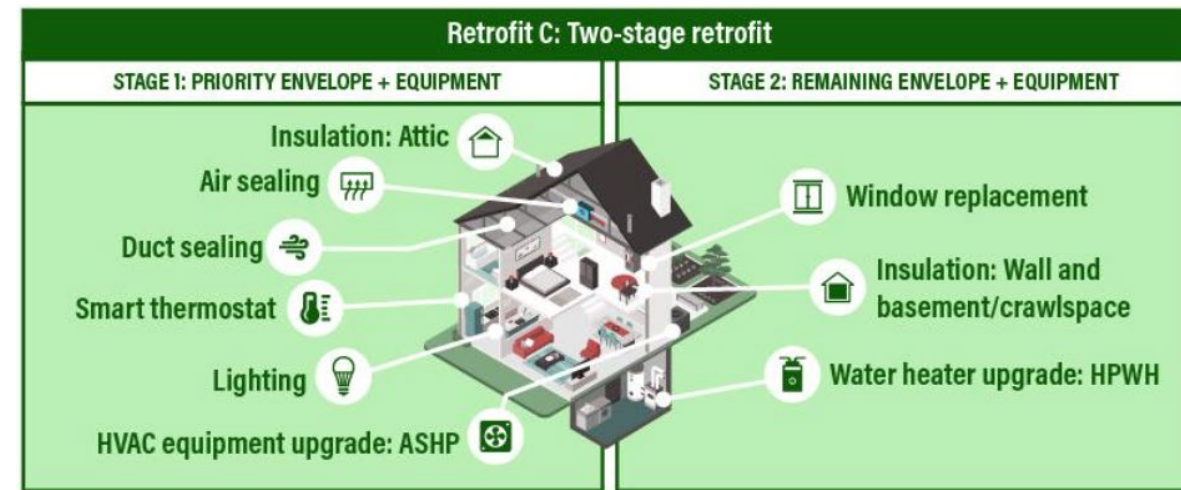 Retrofit C: Two-stage retrofit
STAGE 1: PRIORITY ENVELOPE + EQUIPMENT
STAGE 2: REMAINING ENVELOPE + EQUIPMENT
Insulation: Attic
Air sealing
Duct sealing
Smart thermostat
Lighting
HVAC equipment upgrade: ASHP
Window replacement
Insulation: Wall and
basement/crawlspace
Water heater upgrade: HPWH